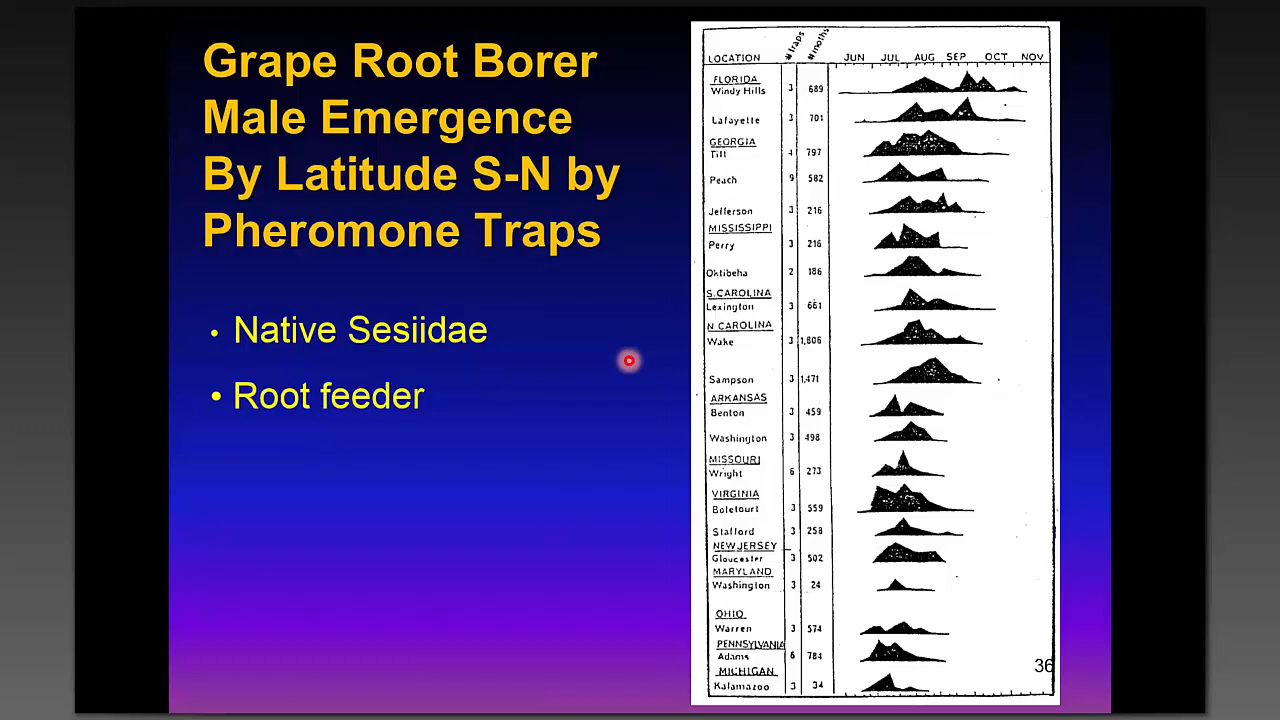 Grape Root Borer
Male Emergence
By Latitude S-N by
Pheromone Traps
• Native Sesiidae
• Root feeder
LOCATION # traps # moths JUN JUL AUG SEP OCT NOV
FLORIDA
Windy Hills 3 689
Lafayette 3 701
GEORGIA
Tift 4 797
Peach 9 582
Jefferson 3 216
MISSISSIPPI
Perry 3 216
Oktibeha 2 186
S.CAROLINA
Lexington 3 661
N CAROLINA
Wake 3 1,806
Sampson 3 1,471
ARKANSAS
Benton 3 459
Washington 3 498
MISSOURI
Wright 6 273
VIRGINIA
Botetourt 3 559
Stafford 3 258
NEW JERSEY
Gloucester 3 502
MARYLAND
Washington 3 24
OHIO
Warren 3 574
PENNSYLVANIA
Adams 6 784
MICHIGAN
Kalamazoo 3 34
36